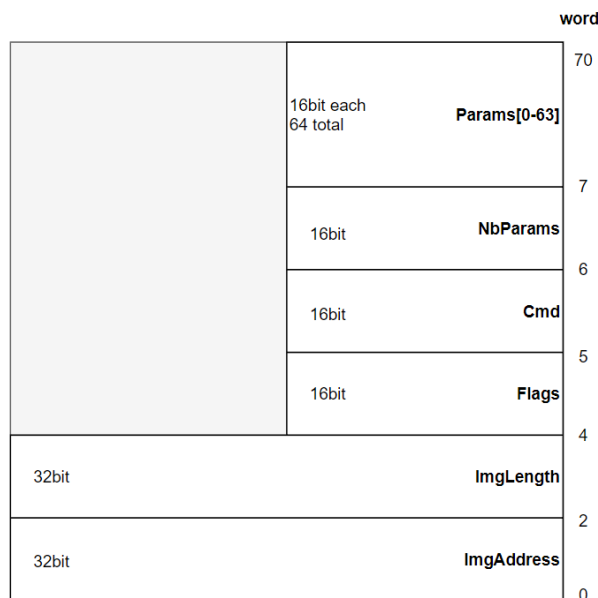 word
70
16bit each
64 total
Params[0-63]
7
16bit
NbParams
6
16bit
Cmd
5
16bit
Flags
4
32bit
ImgLength
2
32bit
ImgAddress
0